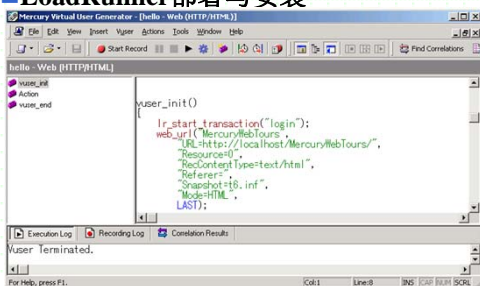 LoadRunner部署与安装
Mercury Virtual User Generator - [hello - Web (HTTP/HTML)]
File Edit View Insert Vuser Actions Tools Window Help
Start Record Find Correlations
hello - Web (HTTP/HTML)
vuser_init
Action
vuser_end
vuser_init()
{
lr_start_transaction("login");
web_url("MercuryWebTours",
"URL=http://localhost/MercuryWebTours/",
"Resource=0",
"RecContentType=text/html",
"Referer=",
"Snapshot=t6.inf",
"Mode=HTML",
LAST);
Execution Log Recording Log Correlation Results
Vuser Terminated.
For Help, press F1. Col:1 Line:8 INS CAP NUM SCRL